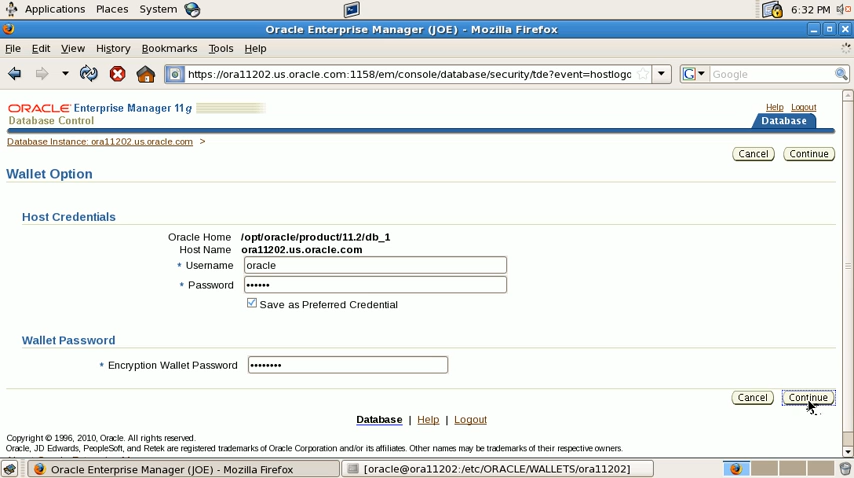 Applications Places System 6:32 PM
Oracle Enterprise Manager (JOE) - Mozilla Firefox
File Edit View History Bookmarks Tools Help
https://ora11202.us.oracle.com:1158/em/console/database/security/tde?event=hostlogo Google
ORACLE Enterprise Manager 11g
Database Control
Help Logout
Database
Database Instance: ora11202.us.oracle.com >
Cancel Continue
Wallet Option
Host Credentials
Oracle Home /opt/oracle/product/11.2/db_1
Host Name ora11202.us.oracle.com
* Username oracle
* Password ••••••
Save as Preferred Credential
Wallet Password
* Encryption Wallet Password ••••••••
Cancel Continue
Database | Help | Logout
Copyright © 1996, 2010, Oracle. All rights reserved.
Oracle, JD Edwards, PeopleSoft, and Retek are registered trademarks of Oracle Corporation and/or its affiliates. Other names may be trademarks of their respective owners.
Oracle Enterprise Manager (JOE) - Mozilla Firefox [oracle@ora11202:/etc/ORACLE/WALLETS/ora11202]